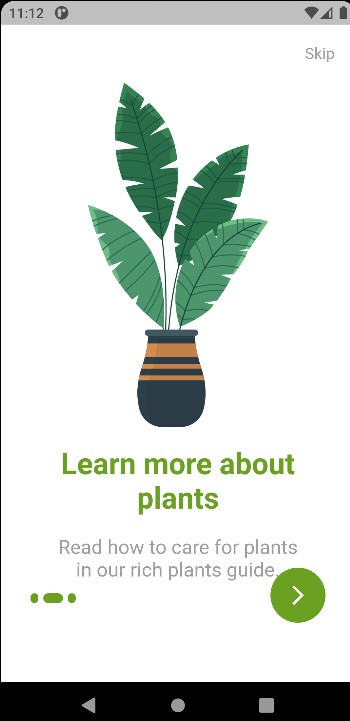 11:12
Skip
Learn more about
plants
Read how to care for plants
in our rich plants guide.